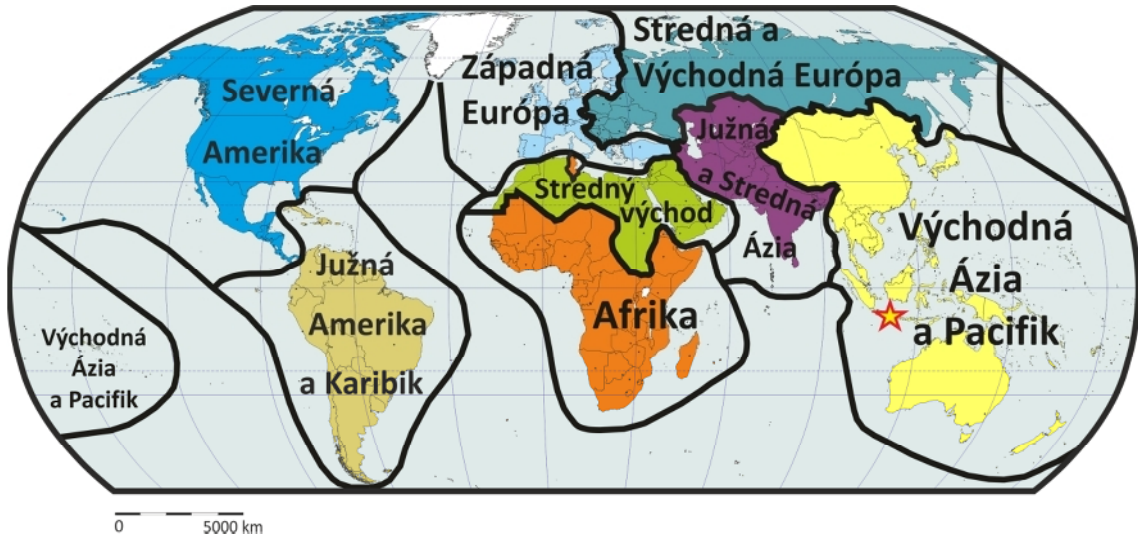 Severná
Amerika
Západná
Európa
Stredná a
Východná Európa
Južná
a Stredná
Ázia
Stredný
východ
Východná
Ázia
a Pacifik
Južná
Amerika
a Karibik
Afrika
Východná
Ázia
a Pacifik
0 5000 km